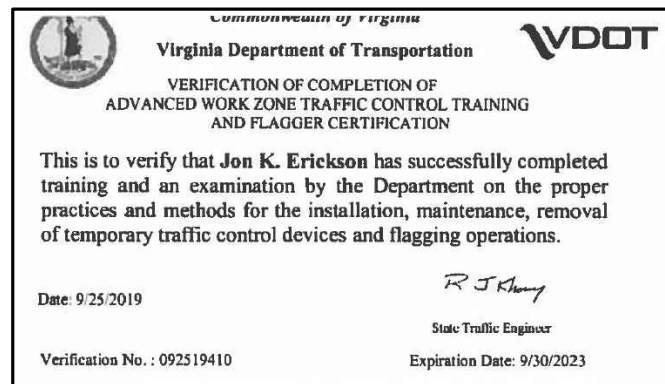 Commonwealth of Virginia
VDOT
Virginia Department of Transportation
VERIFICATION OF COMPLETION OF
ADVANCED WORK ZONE TRAFFIC CONTROL TRAINING
AND FLAGGER CERTIFICATION
This is to verify that Jon K. Erickson has successfully completed
training and an examination by the Department on the proper
practices and methods for the installation, maintenance, removal
of temporary traffic control devices and flagging operations.
Date: 9/25/2019
State Traffic Engineer
Verification No. : 092519410
Expiration Date: 9/30/2023